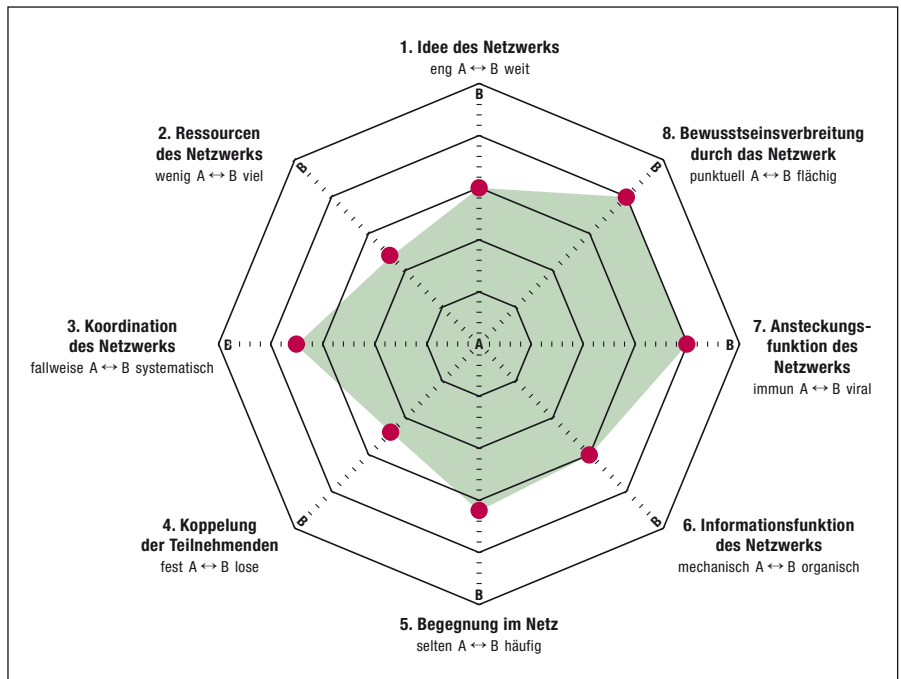 1. Idee des Netzwerks
eng A ↔ B weit
B
2. Ressourcen
des Netzwerks
wenig A ↔ B viel
B
8. Bewusstseinsverbreitung
durch das Netzwerk
punktuell A ↔ B flächig
B
3. Koordination
des Netzwerks
fallweise A ↔ B systematisch
B
A
B
7. Ansteckungs-
funktion des
Netzwerks
immun A ↔ B viral
4. Koppelung
der Teilnehmenden
fest A ↔ B lose
B
6. Informationsfunktion
des Netzwerks
mechanisch A ↔ B organisch
B
B
5. Begegnung im Netz
selten A ↔ B häufig